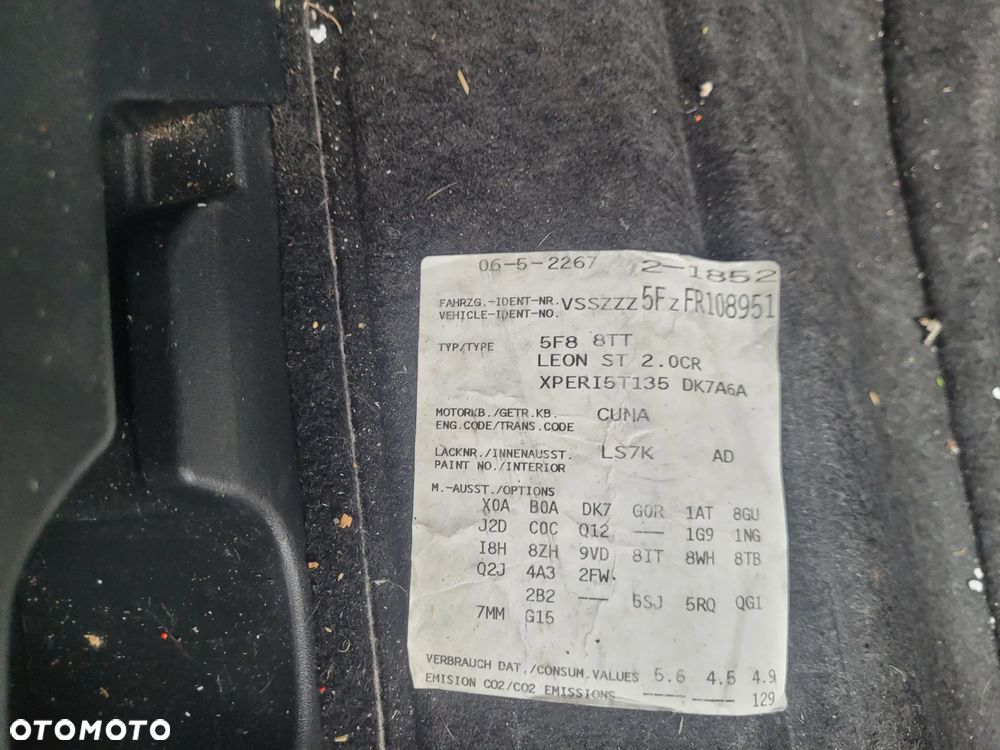 06-5-2267 2-1852
FAHRZG.-IDENT-NR. VSSZZZ5FZFR108951
VEHICLE-IDENT-NO.
TYP/TYPE 5F8 8TT
LEON ST 2.0CR
XPERI5T135 DK7A6A
MOTORKB./GETR.KB. CUNA
ENG.CODE/TRANS.CODE
LACKNR./INNENAUSST. LS7K AD
PAINT NO./INTERIOR
M.-AUSST./OPTIONS
X0A B0A DK7 G0R 1AT 8GU
J2D C0C Q12 --- 1G9 1NG
I8H 8ZH 9VD 8IT 8WH 8TB
Q2J 4A3 2FW
2B2 --- 5SJ 5RQ QG1
7MM G15
VERBRAUCH DAT./CONSUM.VALUES 5.6 4.5 4.9
EMISION CO2/CO2 EMISSIONS ---- --- 129
OTOMOTO